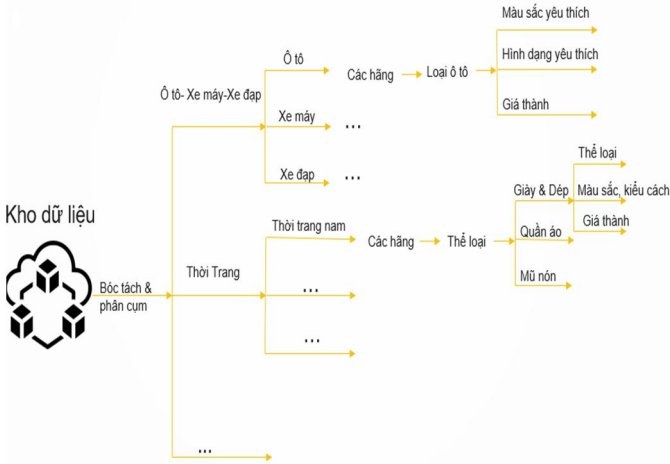 Màu sắc yêu thích
Hình dạng yêu thích
Giá thành
Ô tô
Các hãng
Loại ô tô
Ô tô- Xe máy-Xe đạp
Xe máy
...
Xe đạp
...
Kho dữ liệu
Bóc tách &
phân cụm
Thời Trang
Thời trang nam
Các hãng
Thể loại
Giày & Dép
Thể loại
Màu sắc, kiểu cách
Giá thành
Quần áo
Mũ nón
...
...
...